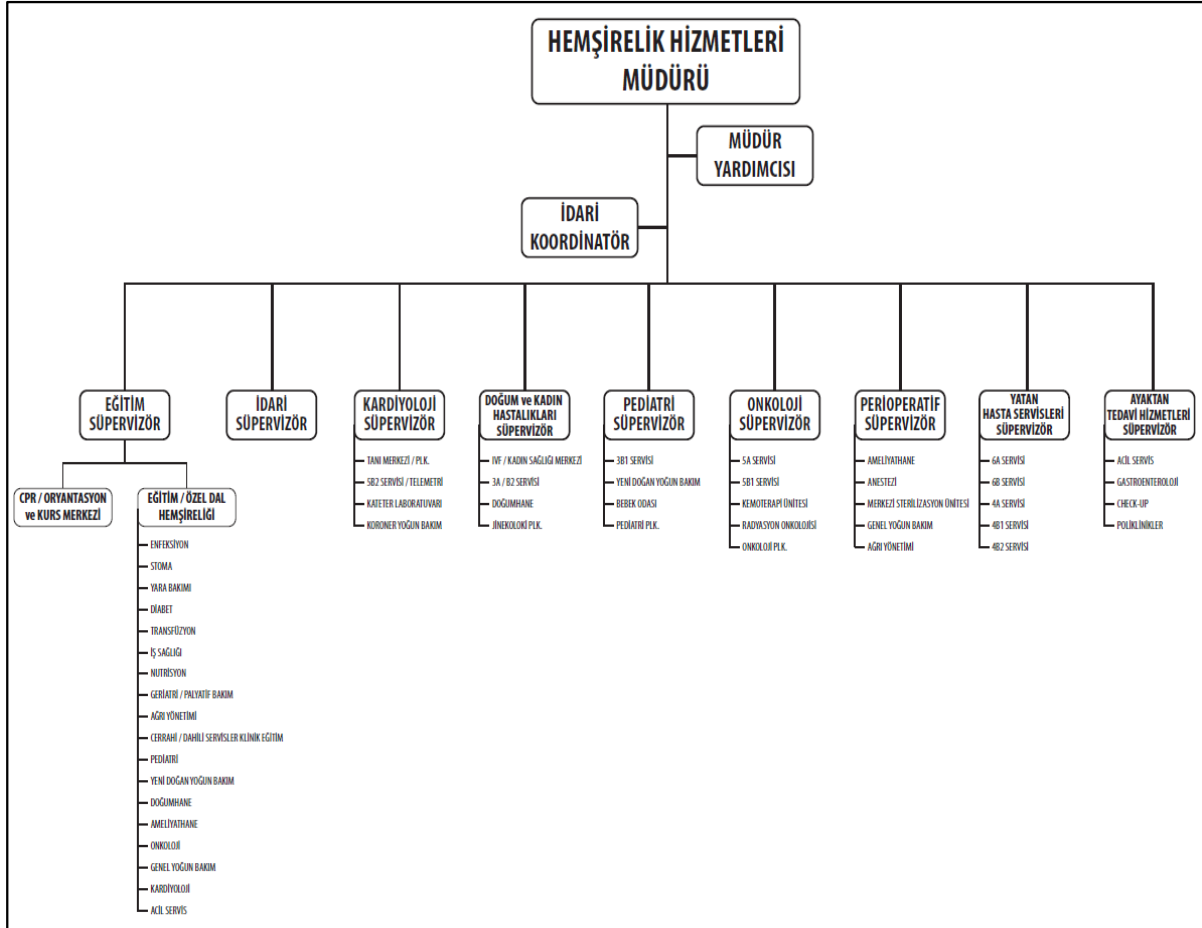 HEMŞİRELİK HİZMETLERİ
MÜDÜRÜ
MÜDÜR
YARDIMCISI
İDARİ
KOORDİNATÖR
EĞİTİM
SÜPERVİZÖR
CPR / ORYANTASYON
ve KURS MERKEZİ
EĞİTİM / ÖZEL DAL
HEMŞİRELİĞİ
ENFEKSİYON
STOMA
YARA BAKIMI
DİABET
TRANSFÜZYON
İŞ SAĞLIĞI
NUTRİSYON
GERİATRİ / PALYATİF BAKIM
AĞRI YÖNETİMİ
CERRAHİ / DAHİLİ SERVİSLER KLİNİK EĞİTİM
PEDİATRİ
YENİ DOĞAN YOĞUN BAKIM
DOĞUMHANE
AMELİYATHANE
ONKOLOJİ
GENEL YOĞUN BAKIM
KARDİYOLOJİ
ACİL SERVİS
İDARİ
SÜPERVİZÖR
KARDİYOLOJİ
SÜPERVİZÖR
TANI MERKEZİ / PLK.
5B2 SERVİSİ / TELEMETRİ
KATETER LABORATUVARI
KORONER YOĞUN BAKIM
DOĞUM ve KADIN
HASTALIKLARI
SÜPERVİZÖR
IVF / KADIN SAĞLIĞI MERKEZİ
3A / B2 SERVİSİ
DOĞUMHANE
JİNEKOLOKİ PLK.
PEDİATRİ
SÜPERVİZÖR
3B1 SERVİSİ
YENİ DOĞAN YOĞUN BAKIM
BEBEK ODASI
PEDİATRİ PLK.
ONKOLOJİ
SÜPERVİZÖR
5A SERVİSİ
5B1 SERVİSİ
KEMOTERAPİ ÜNİTESİ
RADYASYON ONKOLOJİSİ
ONKOLOJİ PLK.
PERİOPERATİF
SÜPERVİZÖR
AMELİYATHANE
ANESTEZİ
MERKEZİ STERİLİZASYON ÜNİTESİ
GENEL YOĞUN BAKIM
AĞRI YÖNETİMİ
YATAN
HASTA SERVİSLERİ
SÜPERVİZÖR
6A SERVİSİ
6B SERVİSİ
4A SERVİSİ
4B1 SERVİSİ
4B2 SERVİSİ
AYAKTAN
TEDAVİ HİZMETLERİ
SÜPERVİZÖR
ACİL SERVİS
GASTROENTEROLOJİ
CHECK-UP
POLİKLİNİKLER